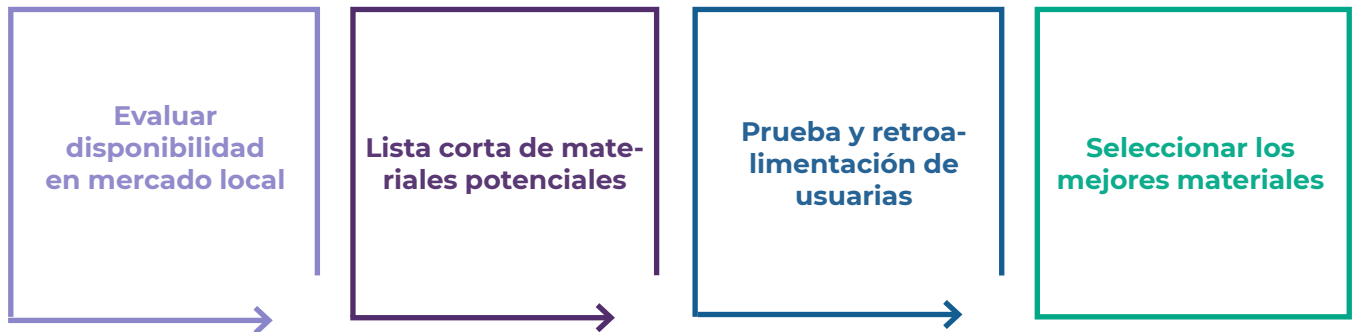 Evaluar
disponibilidad
en mercado local
Lista corta de mate-
riales potenciales
Prueba y retroa-
limentación de
usuarias
Seleccionar los
mejores materiales